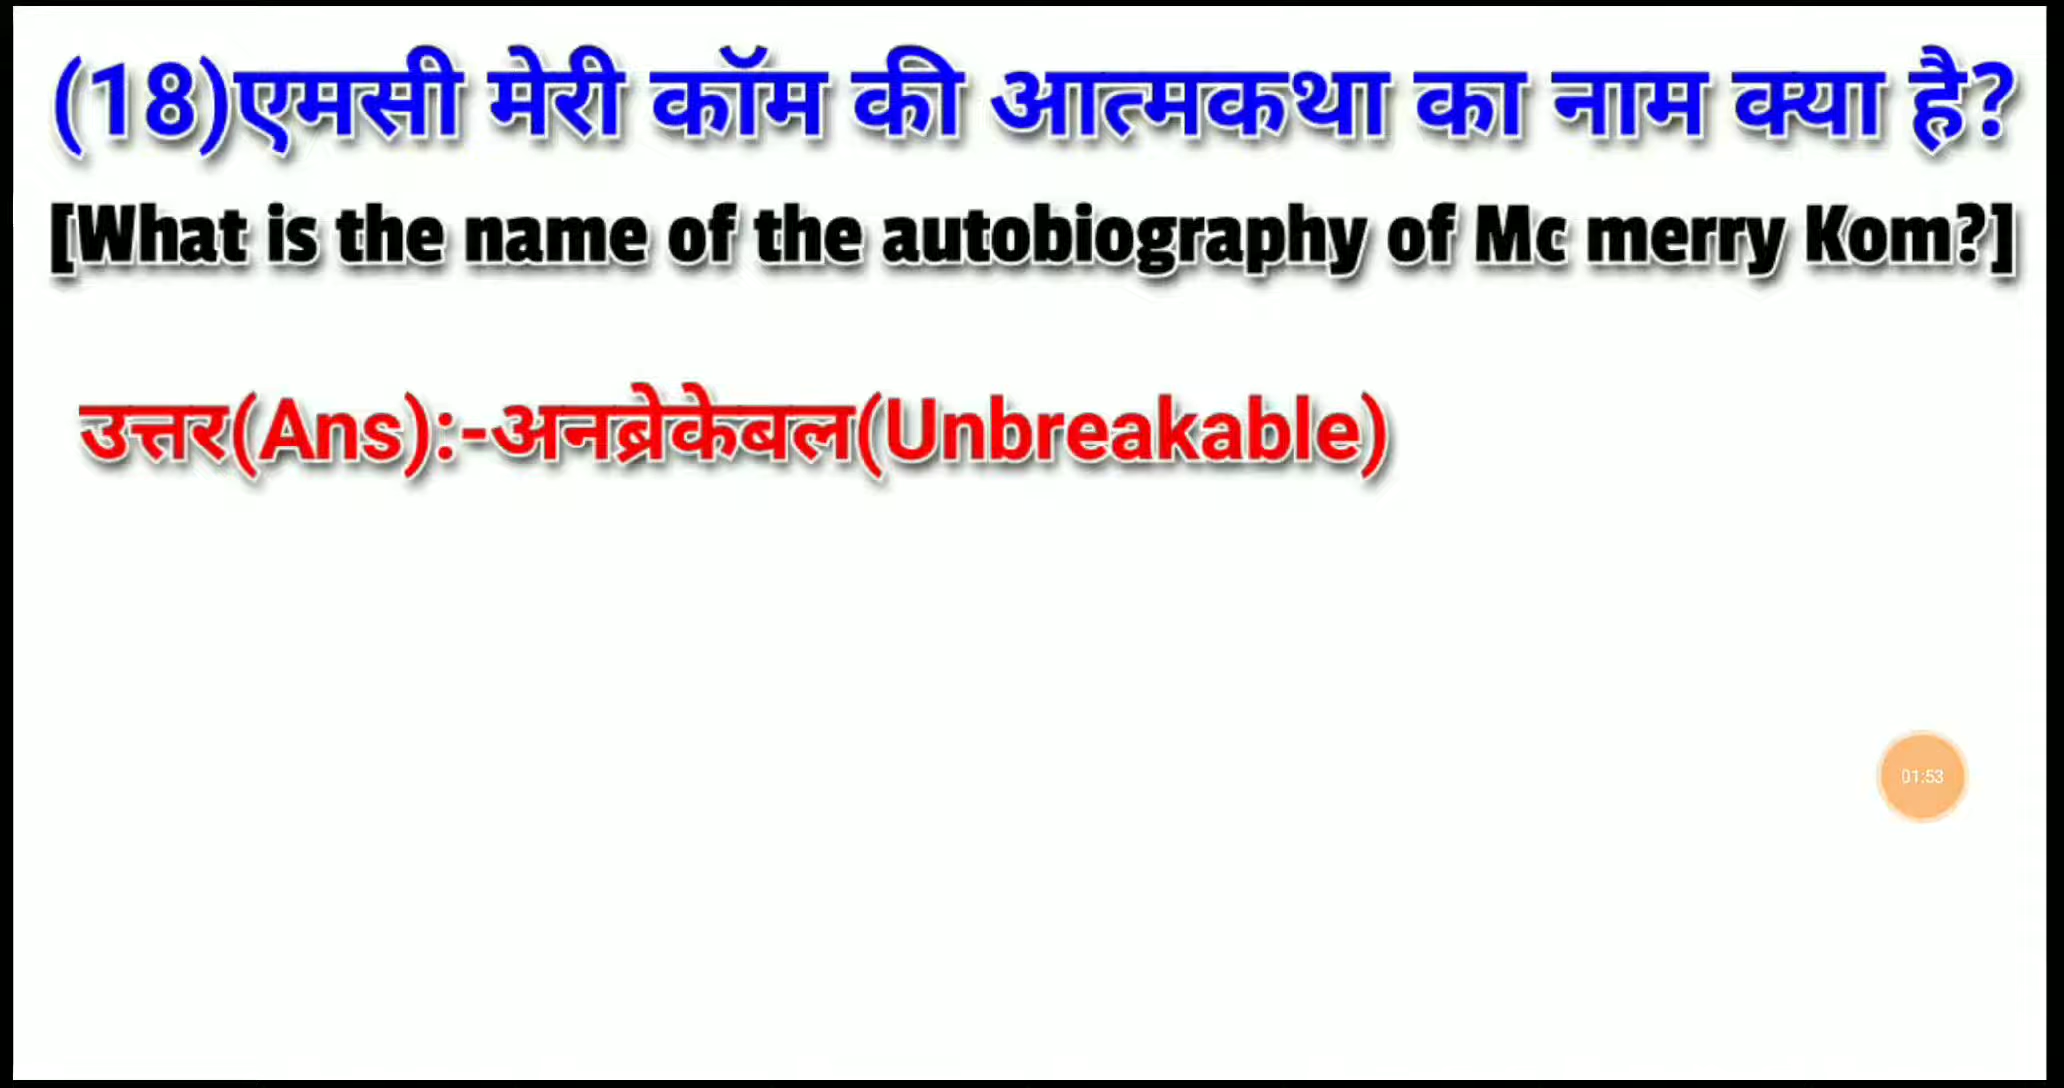 (18)एमसी मेरी कॉम की आत्मकथा का नाम क्या है?
[What is the name of the autobiography of Mc merry Kom?]
उत्तर(Ans):-अनब्रेकेबल(Unbreakable)
01:53